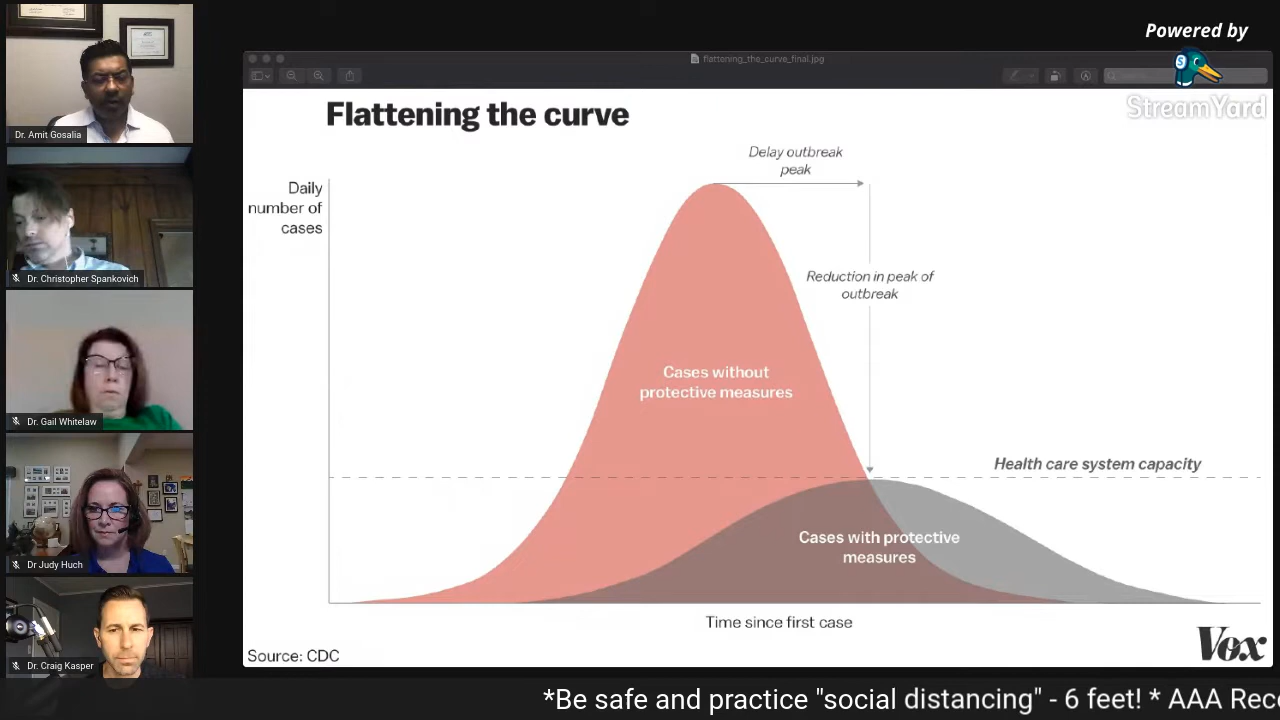 Powered by
StreamYard
flattening_the_curve_final.jpg
Flattening the curve
Delay outbreak
peak
Daily
number of
cases
Reduction in peak of
outbreak
Cases without
protective measures
Health care system capacity
Cases with protective
measures
Time since first case
Source: CDC
Vox
Dr. Amit Gosalia
Dr. Christopher Spankovich
Dr. Gail Whitelaw
Dr Judy Huch
Dr. Craig Kasper
*Be safe and practice "social distancing" - 6 feet! * AAA Rec